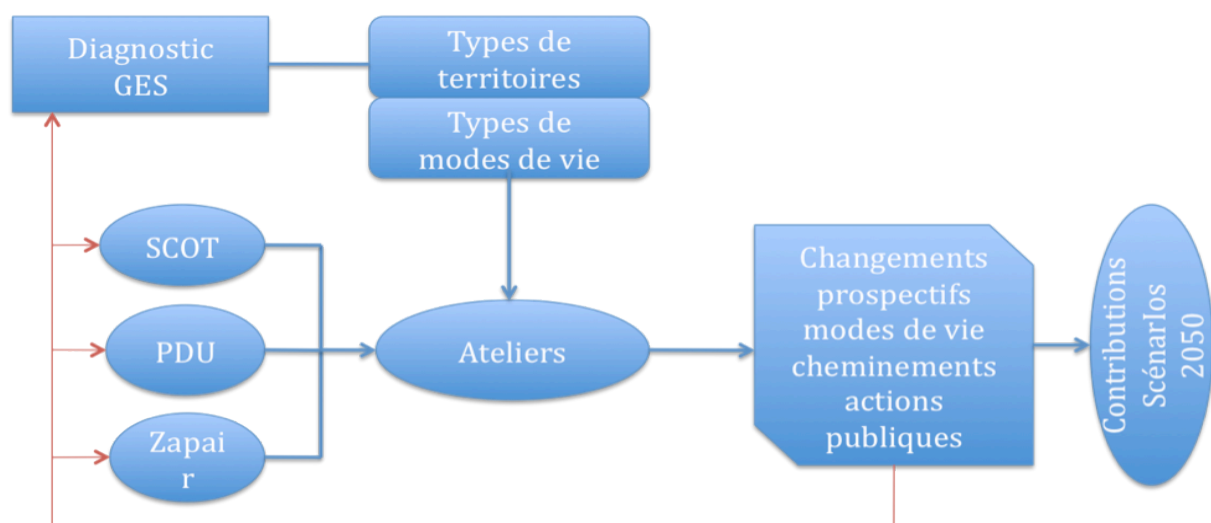 Diagnostic
GES
Types de
territoires
Types de
modes de vie
SCOT
PDU
Zapai
r
Ateliers
Changements
prospectifs
modes de vie
cheminements
actions
publiques
Contributions
ScénarIos
2050